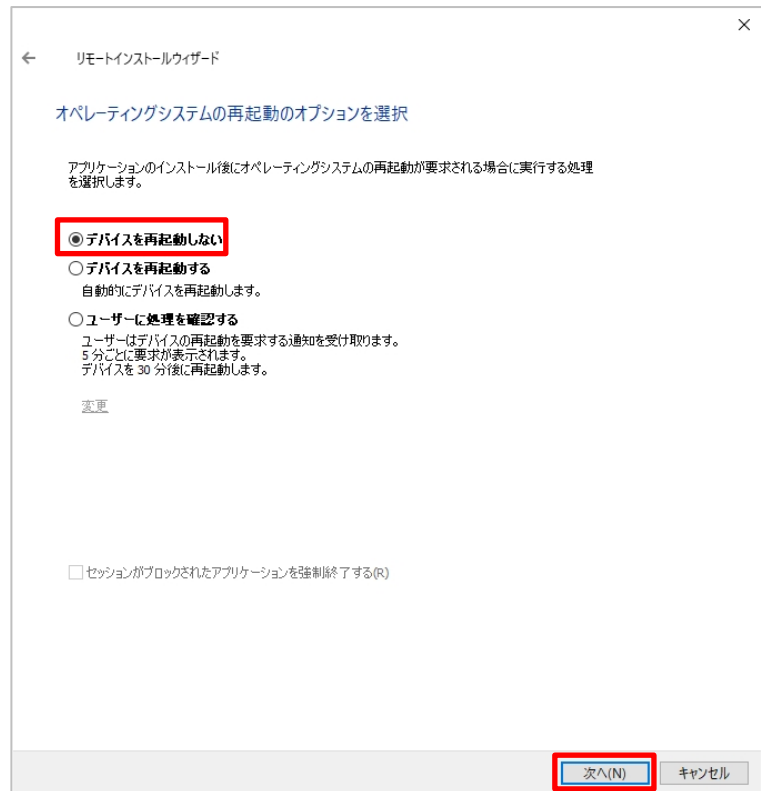 リモートインストールウィザード
オペレーティングシステムの再起動のオプションを選択
アプリケーションのインストール後にオペレーティングシステムの再起動が要求される場合に実行する処理
を選択します。
デバイスを再起動しない
デバイスを再起動する
自動的にデバイスを再起動します。
ユーザーに処理を確認する
ユーザーはデバイスの再起動を要求する通知を受け取ります。
5 分ごとに要求が表示されます。
デバイスを 30 分後に再起動します。
変更
セッションがブロックされたアプリケーションを強制終了する(R)
次へ(N) キャンセル